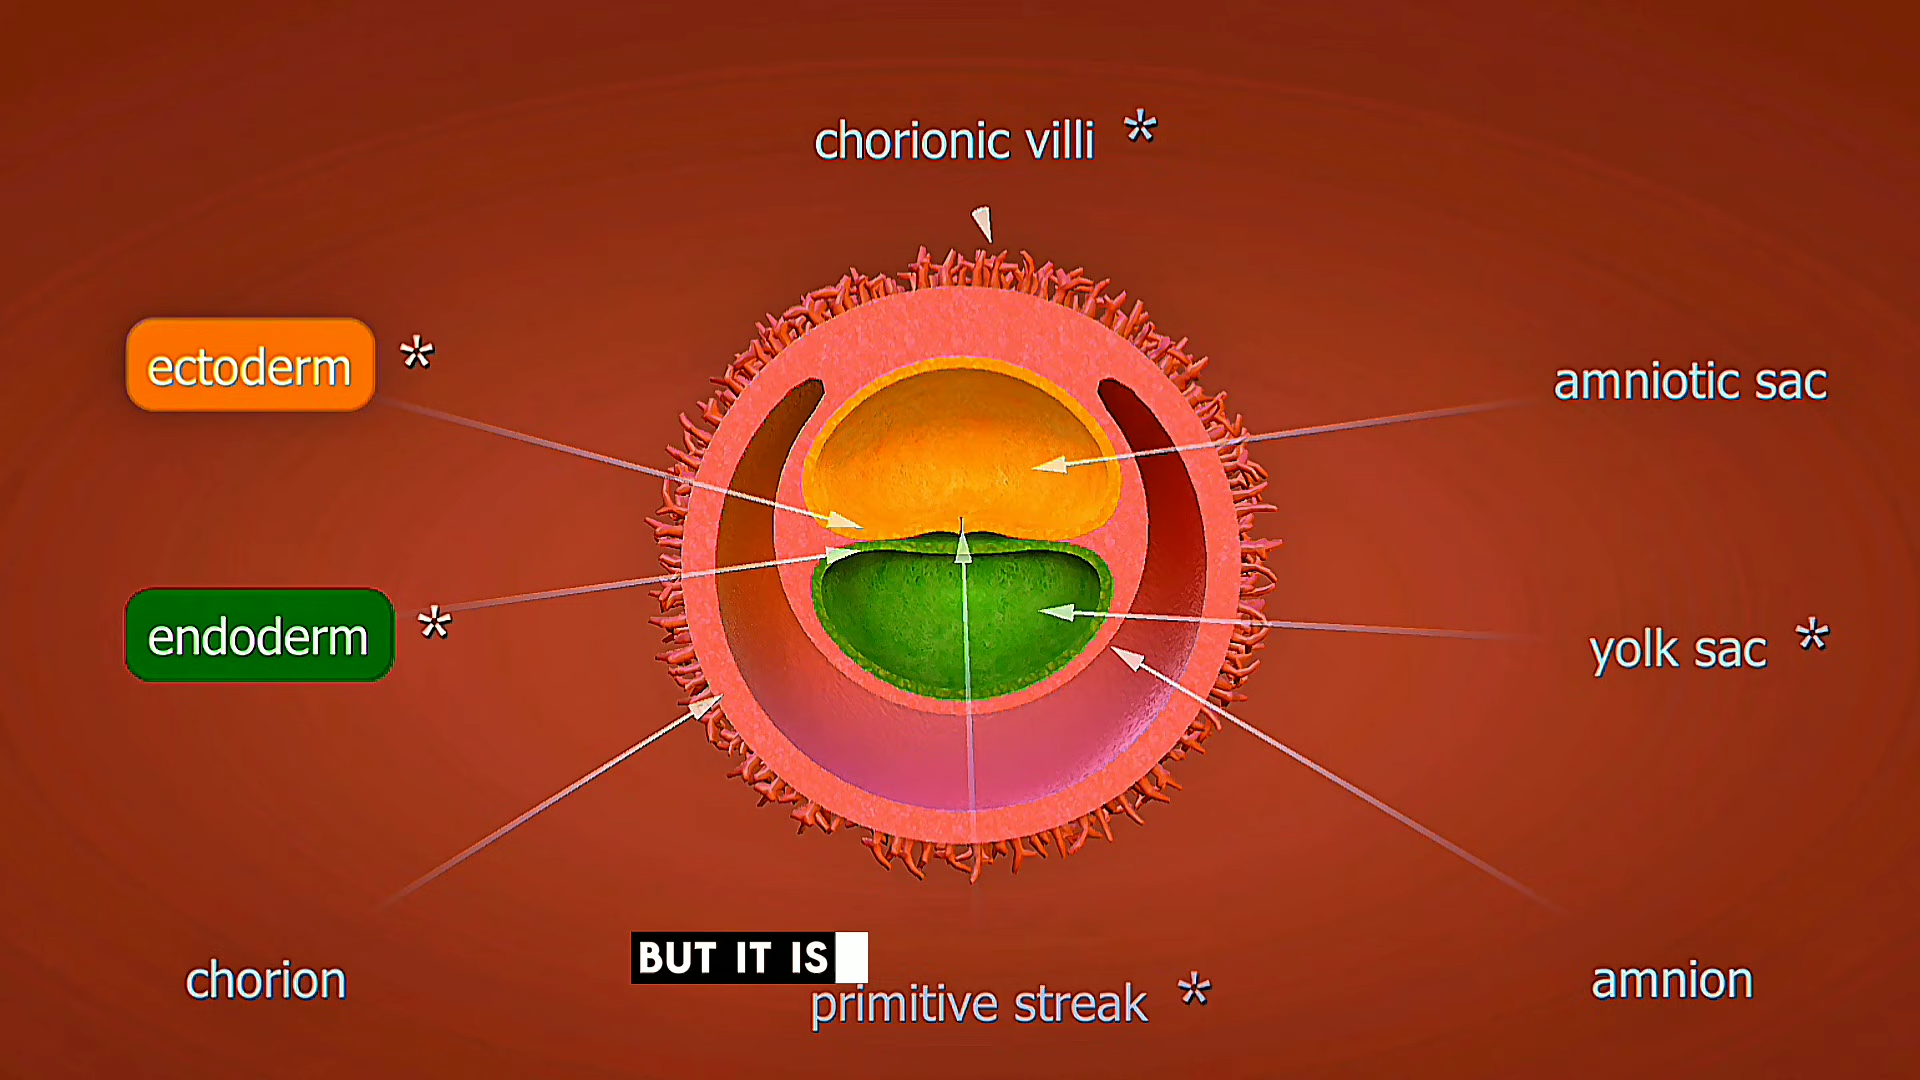 chorionic villi *
ectoderm *
amniotic sac
endoderm *
yolk sac *
chorion
BUT IT IS
primitive streak *
amnion